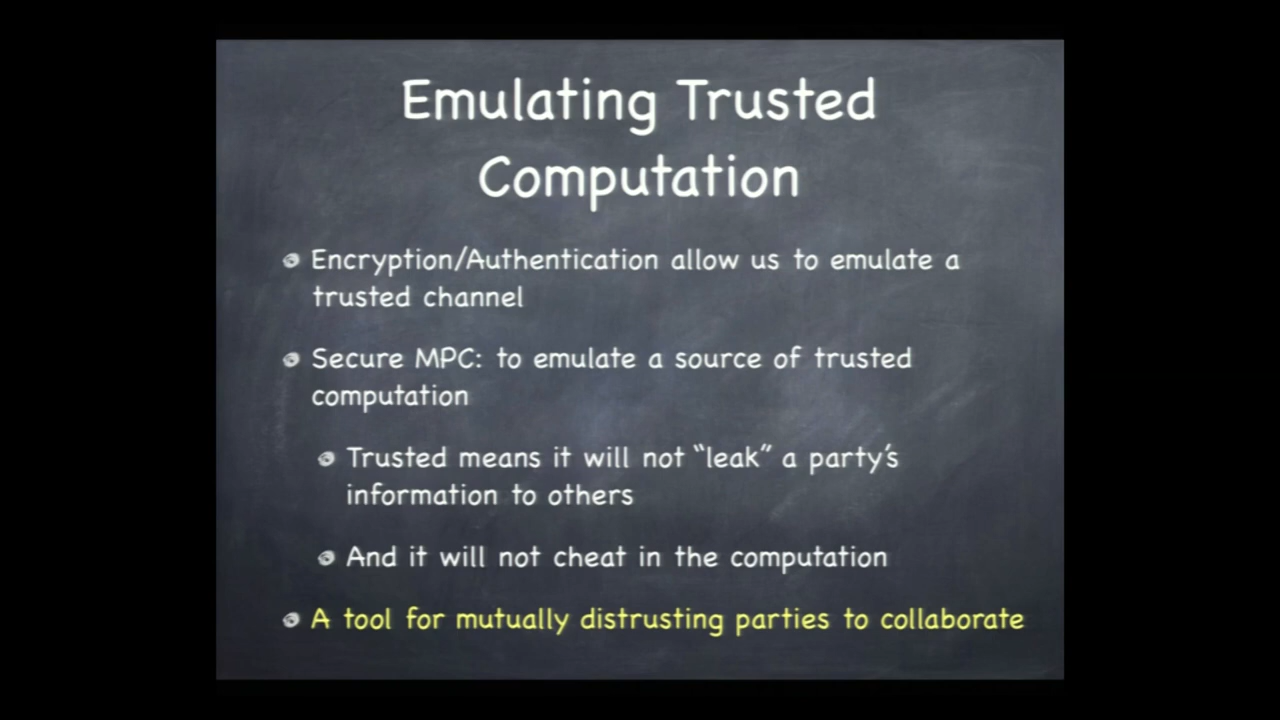 Emulating Trusted
Computation
Encryption/Authentication allow us to emulate a
trusted channel
Secure MPC: to emulate a source of trusted
computation
Trusted means it will not “leak” a party’s
information to others
And it will not cheat in the computation
A tool for mutually distrusting parties to collaborate